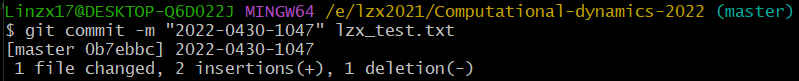 Linzx17@DESKTOP-Q6DO22J MINGW64 /e/lzx2021/Computational-dynamics-2022 (master)
$ git commit -m "2022-0430-1047" lzx_test.txt
[master 0b7ebbc] 2022-0430-1047
 1 file changed, 2 insertions(+), 1 deletion(-)